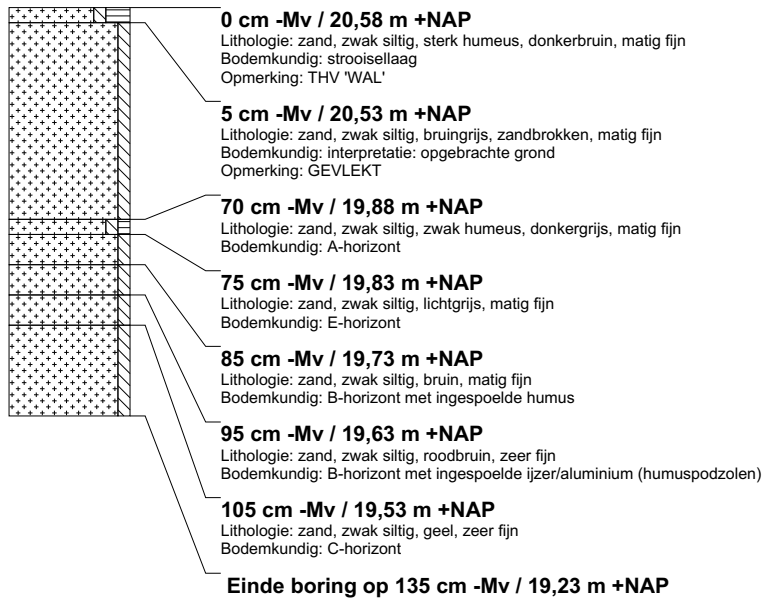 0 cm -Mv / 20,58 m +NAP
Lithologie: zand, zwak siltig, sterk humeus, donkerbruin, matig fijn
Bodemkundig: strooisellaag
Opmerking: THV 'WAL'
5 cm -Mv / 20,53 m +NAP
Lithologie: zand, zwak siltig, bruingrijs, zandbrokken, matig fijn
Bodemkundig: interpretatie: opgebrachte grond
Opmerking: GEVLEKT
70 cm -Mv / 19,88 m +NAP
Lithologie: zand, zwak siltig, zwak humeus, donkergrijs, matig fijn
Bodemkundig: A-horizont
75 cm -Mv / 19,83 m +NAP
Lithologie: zand, zwak siltig, lichtgrijs, matig fijn
Bodemkundig: E-horizont
85 cm -Mv / 19,73 m +NAP
Lithologie: zand, zwak siltig, bruin, matig fijn
Bodemkundig: B-horizont met ingespoelde humus
95 cm -Mv / 19,63 m +NAP
Lithologie: zand, zwak siltig, roodbruin, zeer fijn
Bodemkundig: B-horizont met ingespoelde ijzer/aluminium (humuspodzolen)
105 cm -Mv / 19,53 m +NAP
Lithologie: zand, zwak siltig, geel, zeer fijn
Bodemkundig: C-horizont
Einde boring op 135 cm -Mv / 19,23 m +NAP